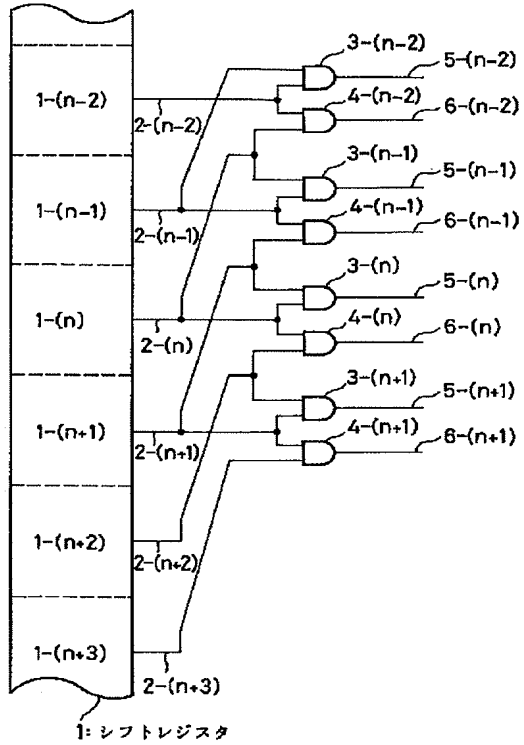 3-(n-2)
5-(n-2)
1-(n-2)
4-(n-2)
2-(n-2)
6-(n-2)
3-(n-1)
5-(n-1)
1-(n-1)
4-(n-1)
2-(n-1)
6-(n-1)
3-(n)
5-(n)
1-(n)
4-(n)
2-(n)
6-(n)
3-(n+1)
5-(n+1)
1-(n+1)
4-(n+1)
2-(n+1)
6-(n+1)
1-(n+2)
2-(n+2)
1-(n+3)
2-(n+3)
1: シフトレジスタ